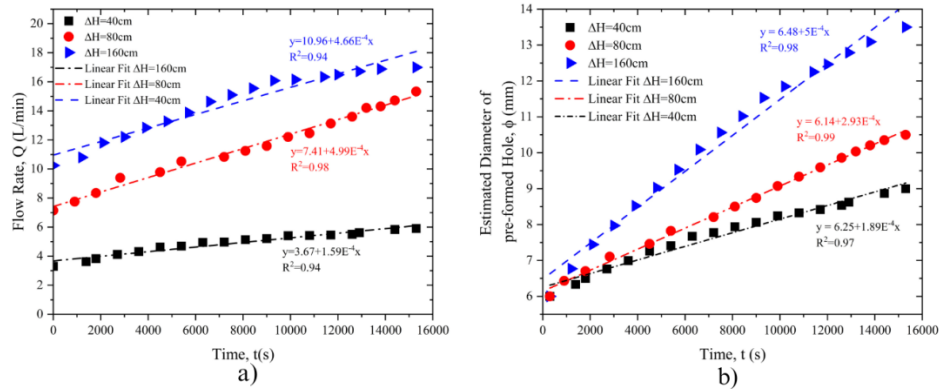 ΔH=40cm
ΔH=80cm
ΔH=160cm
Linear Fit ΔH=160cm
Linear Fit ΔH=80cm
Linear Fit ΔH=40cm
y=10.96+4.66E⁻⁴x
R²=0.94
y=7.41+4.99E⁻⁴x
R²=0.98
y=3.67+1.59E⁻⁴x
R²=0.94
20
18
16
14
12
10
8
6
4
2
0
Flow Rate, Q (L/min)
0 2000 4000 6000 8000 10000 12000 14000 16000
Time, t(s)
a)
ΔH=40cm
ΔH=80cm
ΔH=160cm
Linear Fit ΔH=160cm
Linear Fit ΔH=80cm
Linear Fit ΔH=40cm
y = 6.48+5E⁻⁴x
R²=0.98
y = 6.14+2.93E⁻⁴x
R²=0.99
y = 6.25+1.89E⁻⁴x
R²=0.97
14
13
12
11
10
9
8
7
6
5
Estimated Diameter of
pre-formed Hole, ϕ (mm)
0 2000 4000 6000 8000 10000 12000 14000 16000
Time, t (s)
b)